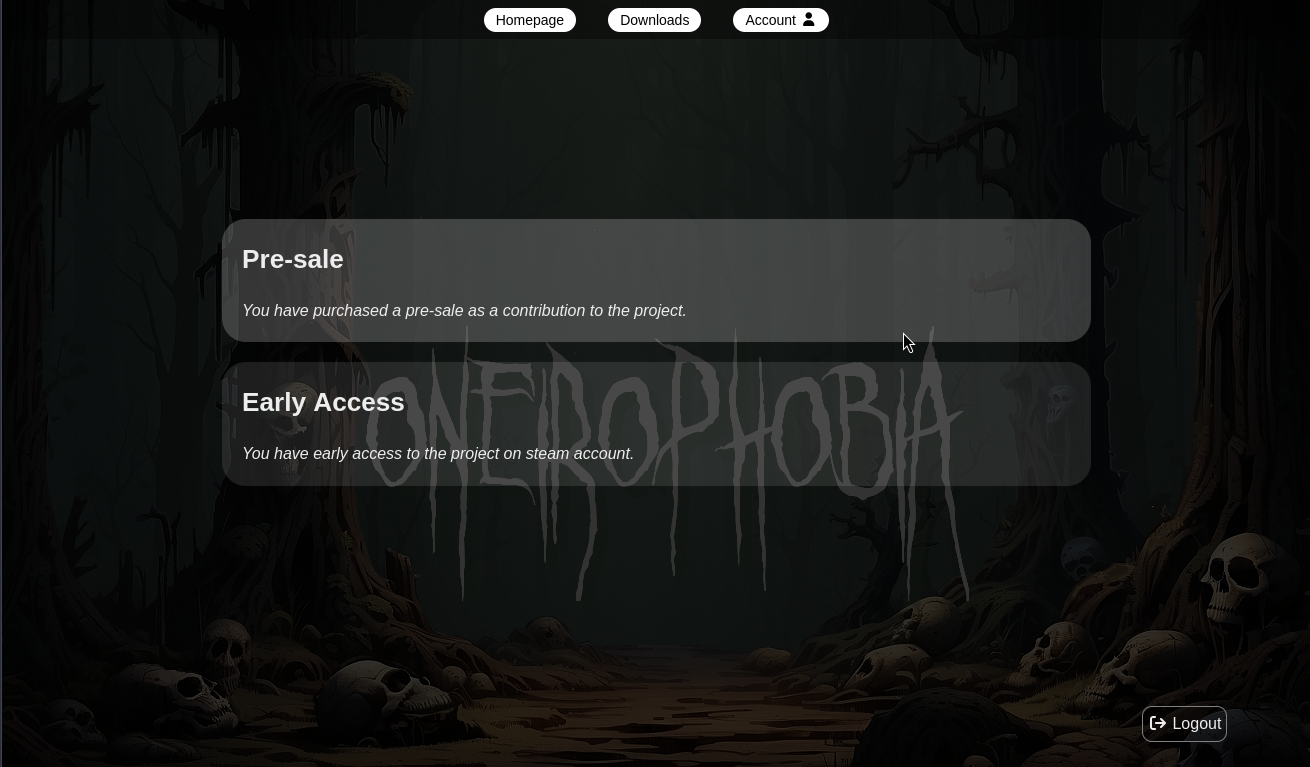 Homepage
Downloads
Account
Pre-sale
You have purchased a pre-sale as a contribution to the project.
ONEIROPHOBIA
Early Access
You have early access to the project on steam account.
Logout